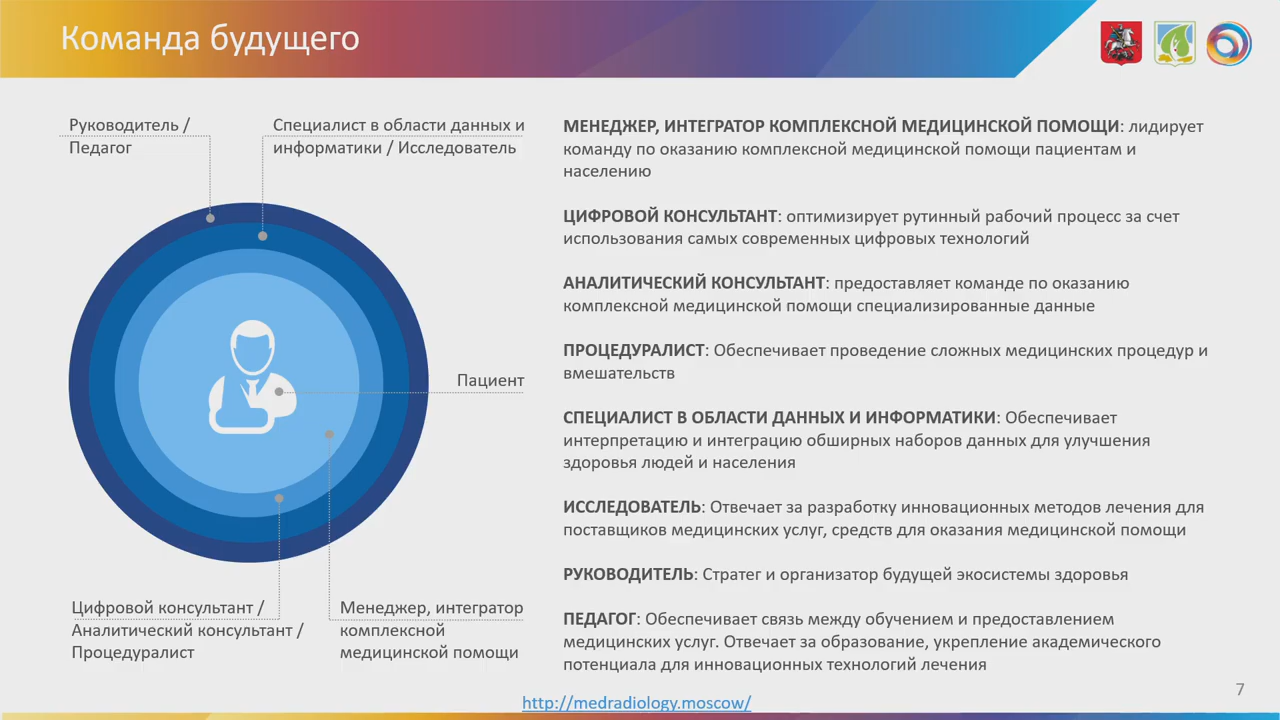 Команда будущего
Руководитель /
Педагог
Специалист в области данных и
информатики / Исследователь
Пациент
Цифровой консультант /
Аналитический консультант /
Процедуралист
Менеджер, интегратор
комплексной
медицинской помощи
МЕНЕДЖЕР, ИНТЕГРАТОР КОМПЛЕКСНОЙ МЕДИЦИНСКОЙ ПОМОЩИ: лидирует
команду по оказанию комплексной медицинской помощи пациентам и
населению
ЦИФРОВОЙ КОНСУЛЬТАНТ: оптимизирует рутинный рабочий процесс за счет
использования самых современных цифровых технологий
АНАЛИТИЧЕСКИЙ КОНСУЛЬТАНТ: предоставляет команде по оказанию
комплексной медицинской помощи специализированные данные
ПРОЦЕДУРАЛИСТ: Обеспечивает проведение сложных медицинских процедур и
вмешательств
СПЕЦИАЛИСТ В ОБЛАСТИ ДАННЫХ И ИНФОРМАТИКИ: Обеспечивает
интерпретацию и интеграцию обширных наборов данных для улучшения
здоровья людей и населения
ИССЛЕДОВАТЕЛЬ: Отвечает за разработку инновационных методов лечения для
поставщиков медицинских услуг, средств для оказания медицинской помощи
РУКОВОДИТЕЛЬ: Стратег и организатор будущей экосистемы здоровья
ПЕДАГОГ: Обеспечивает связь между обучением и предоставлением
медицинских услуг. Отвечает за образование, укрепление академического
потенциала для инновационных технологий лечения
http://medradiology.moscow/
7